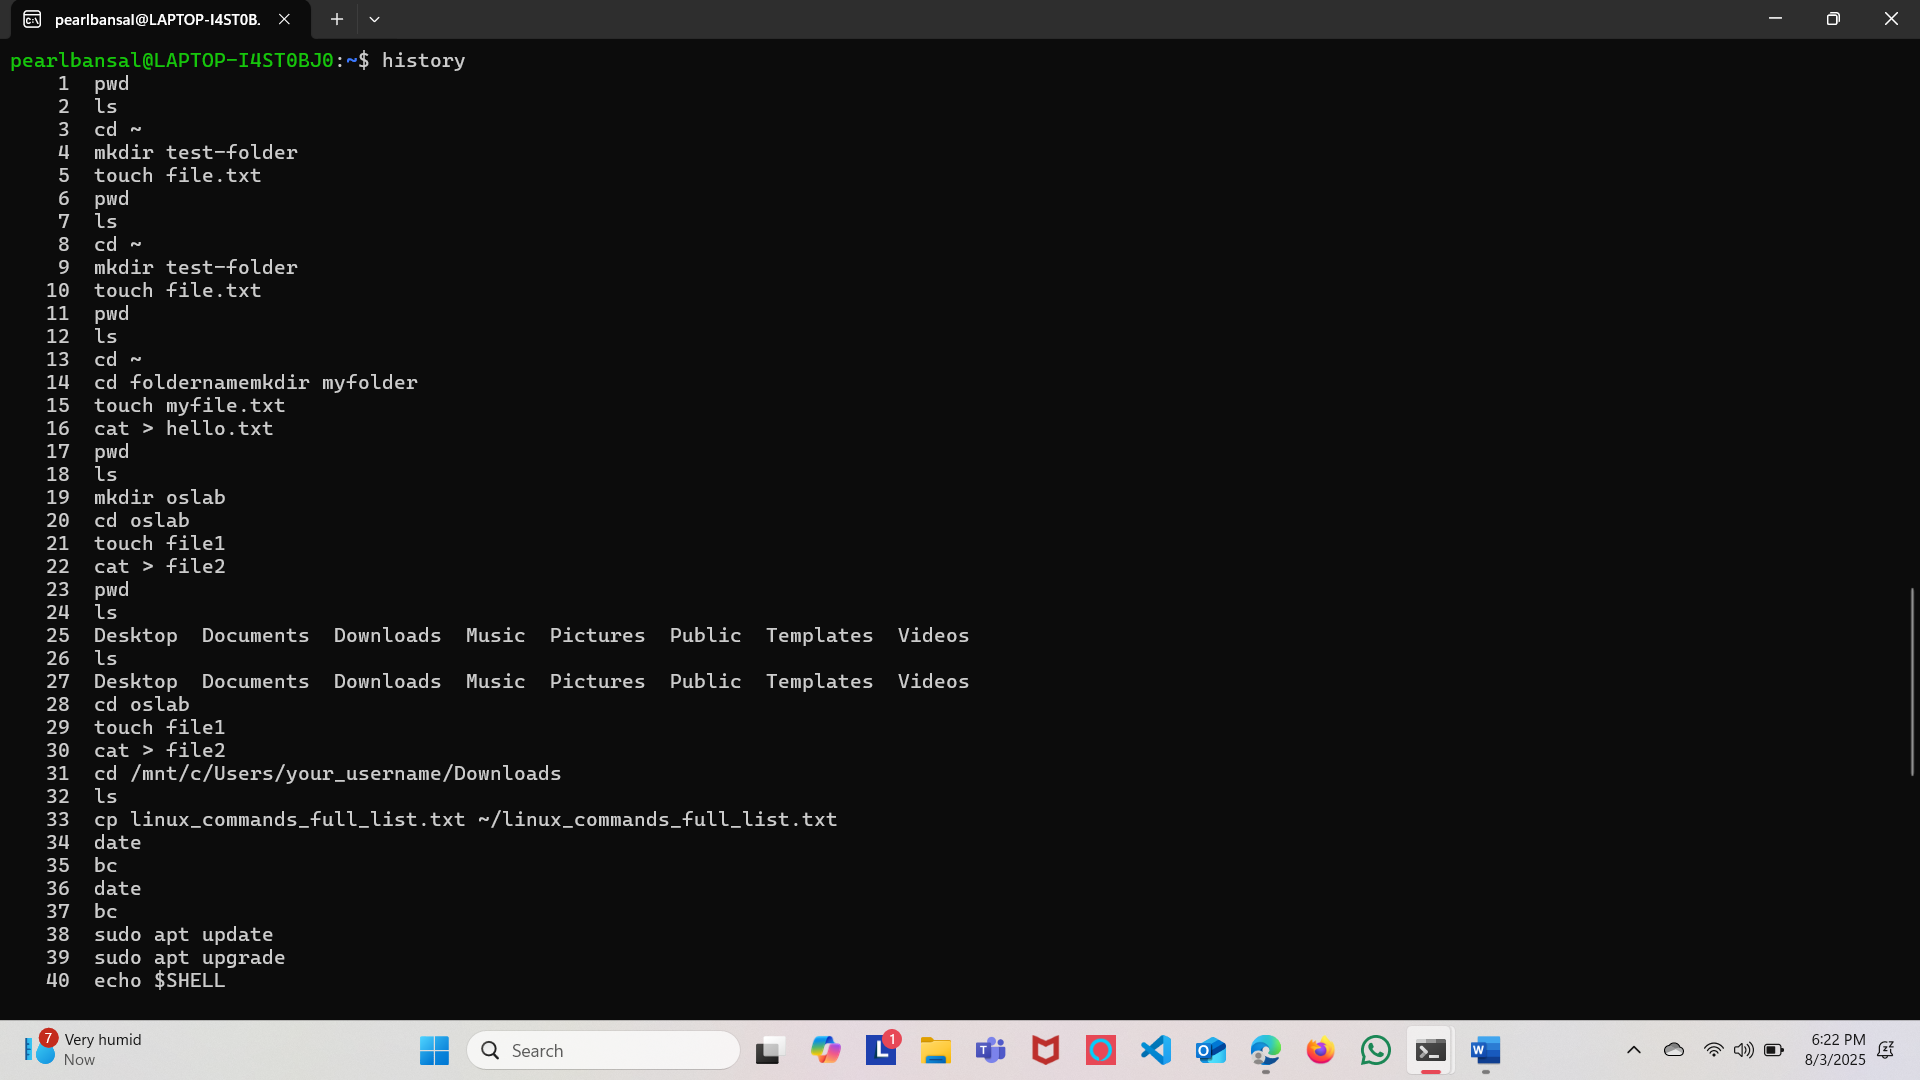 pearlbansal@LAPTOP-I4ST0B.
pearlbansal@LAPTOP-I4ST0BJ0:~$ history
1 pwd
2 ls
3 cd ~
4 mkdir test-folder
5 touch file.txt
6 pwd
7 ls
8 cd ~
9 mkdir test-folder
10 touch file.txt
11 pwd
12 ls
13 cd ~
14 cd foldernamemkdir myfolder
15 touch myfile.txt
16 cat > hello.txt
17 pwd
18 ls
19 mkdir oslab
20 cd oslab
21 touch file1
22 cat > file2
23 pwd
24 ls
25 Desktop Documents Downloads Music Pictures Public Templates Videos
26 ls
27 Desktop Documents Downloads Music Pictures Public Templates Videos
28 cd oslab
29 touch file1
30 cat > file2
31 cd /mnt/c/Users/your_username/Downloads
32 ls
33 cp linux_commands_full_list.txt ~/linux_commands_full_list.txt
34 date
35 bc
36 date
37 bc
38 sudo apt update
39 sudo apt upgrade
40 echo $SHELL
7 Very humid
Now
Search
1
6:22 PM
8/3/2025